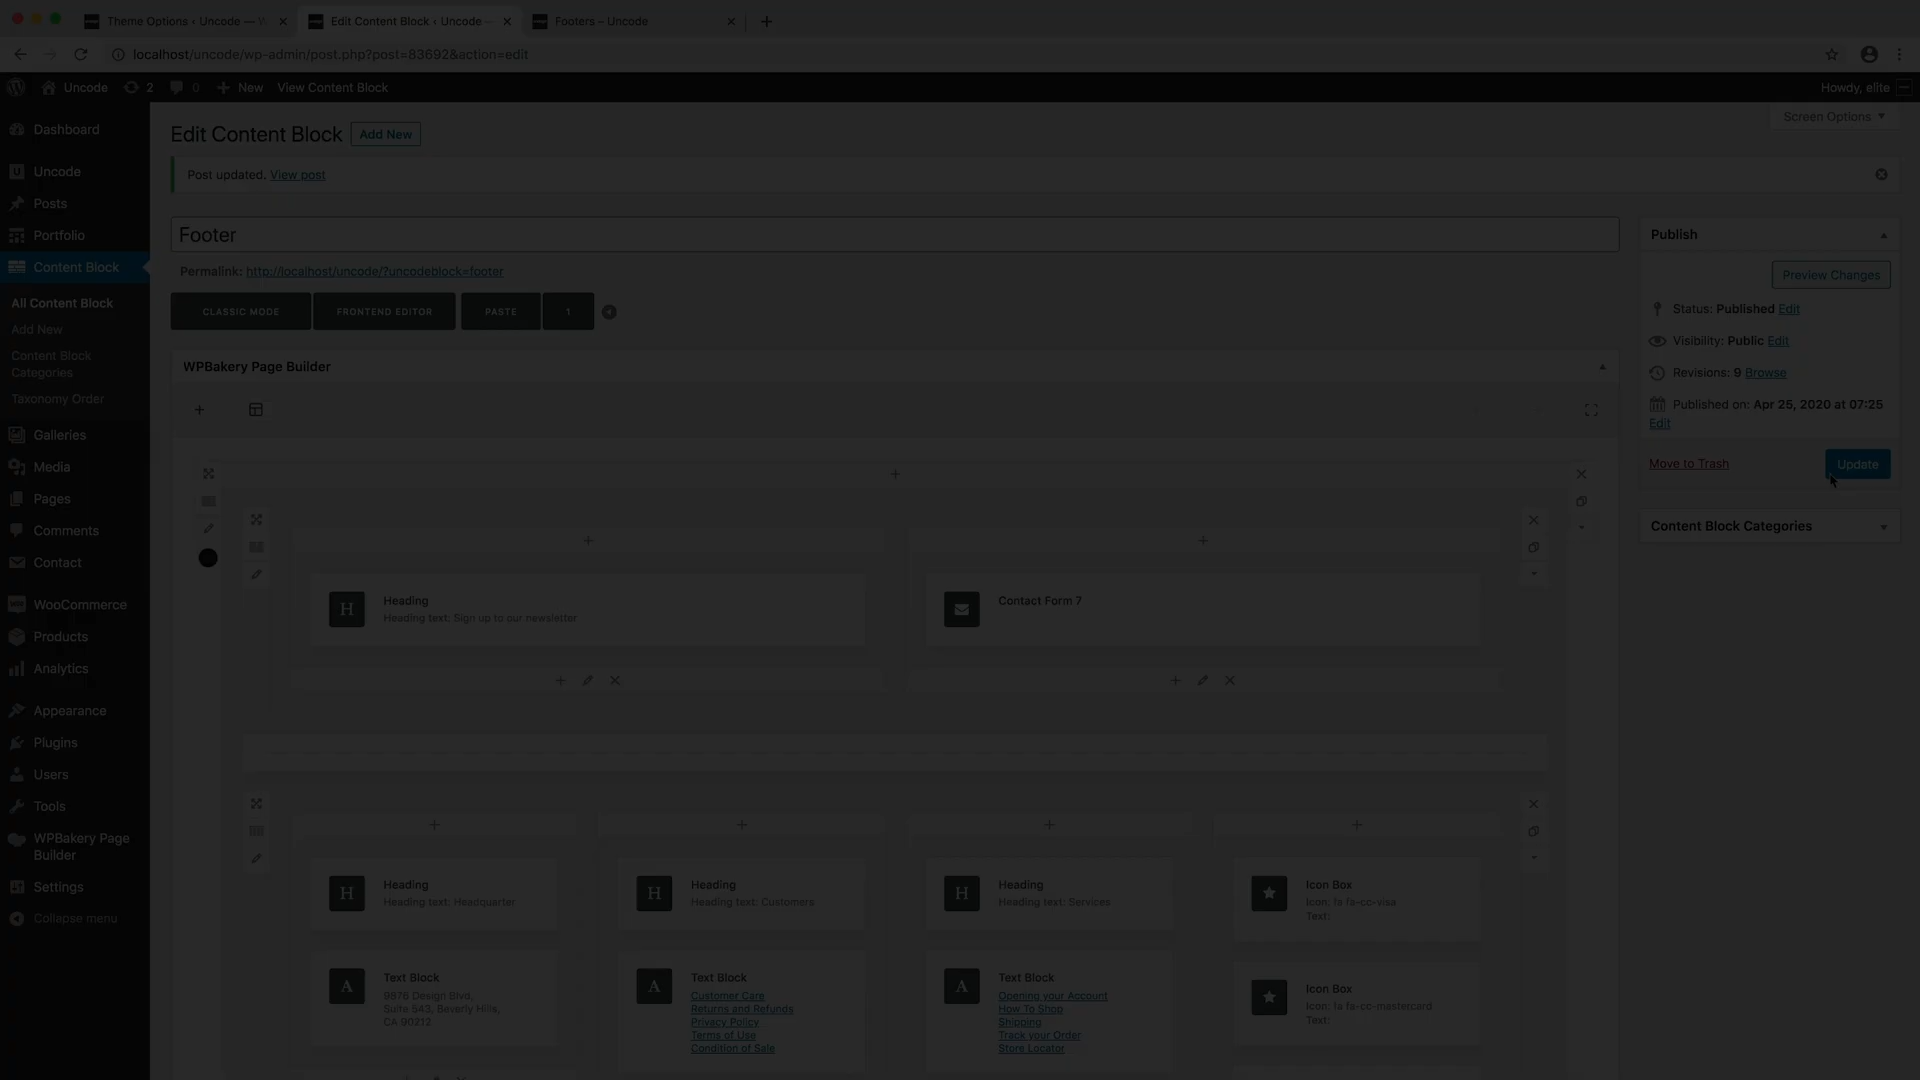 Theme Options ‹ Uncode —
Edit Content Block ‹ Uncode —
Footers – Uncode
localhost/uncode/wp-admin/post.php?post=83692&action=edit
Uncode
2
0
New
View Content Block
Howdy, elite
Screen Options
Dashboard
Uncode
Posts
Portfolio
Content Block
All Content Block
Add New
Content Block
Categories
Taxonomy Order
Galleries
Media
Pages
Comments
Contact
WooCommerce
Products
Analytics
Appearance
Plugins
Users
Tools
WPBakery Page
Builder
Settings
Collapse menu
Edit Content Block
Add New
Post updated. View post
Footer
Permalink: http://localhost/uncode/?uncodeblock=footer
CLASSIC MODE
FRONTEND EDITOR
PASTE
1
WPBakery Page Builder
H
Heading
Heading text: Sign up to our newsletter
Contact Form 7
H
Heading
Heading text: Headquarter
A
Text Block
9876 Design Blvd,
Suite 543, Beverly Hills,
CA 90212
H
Heading
Heading text: Customers
A
Text Block
Customer Care
Returns and Refunds
Privacy Policy
Terms of Use
Condition of Sale
H
Heading
Heading text: Services
A
Text Block
Opening your Account
How To Shop
Shipping
Track your Order
Store Locator
Icon Box
Icon: fa fa-cc-visa
Text:
Icon Box
Icon: fa fa-cc-mastercard
Text:
Publish
Preview Changes
Status: Published Edit
Visibility: Public Edit
Revisions: 9 Browse
Published on: Apr 25, 2020 at 07:25
Edit
Move to Trash
Update
Content Block Categories